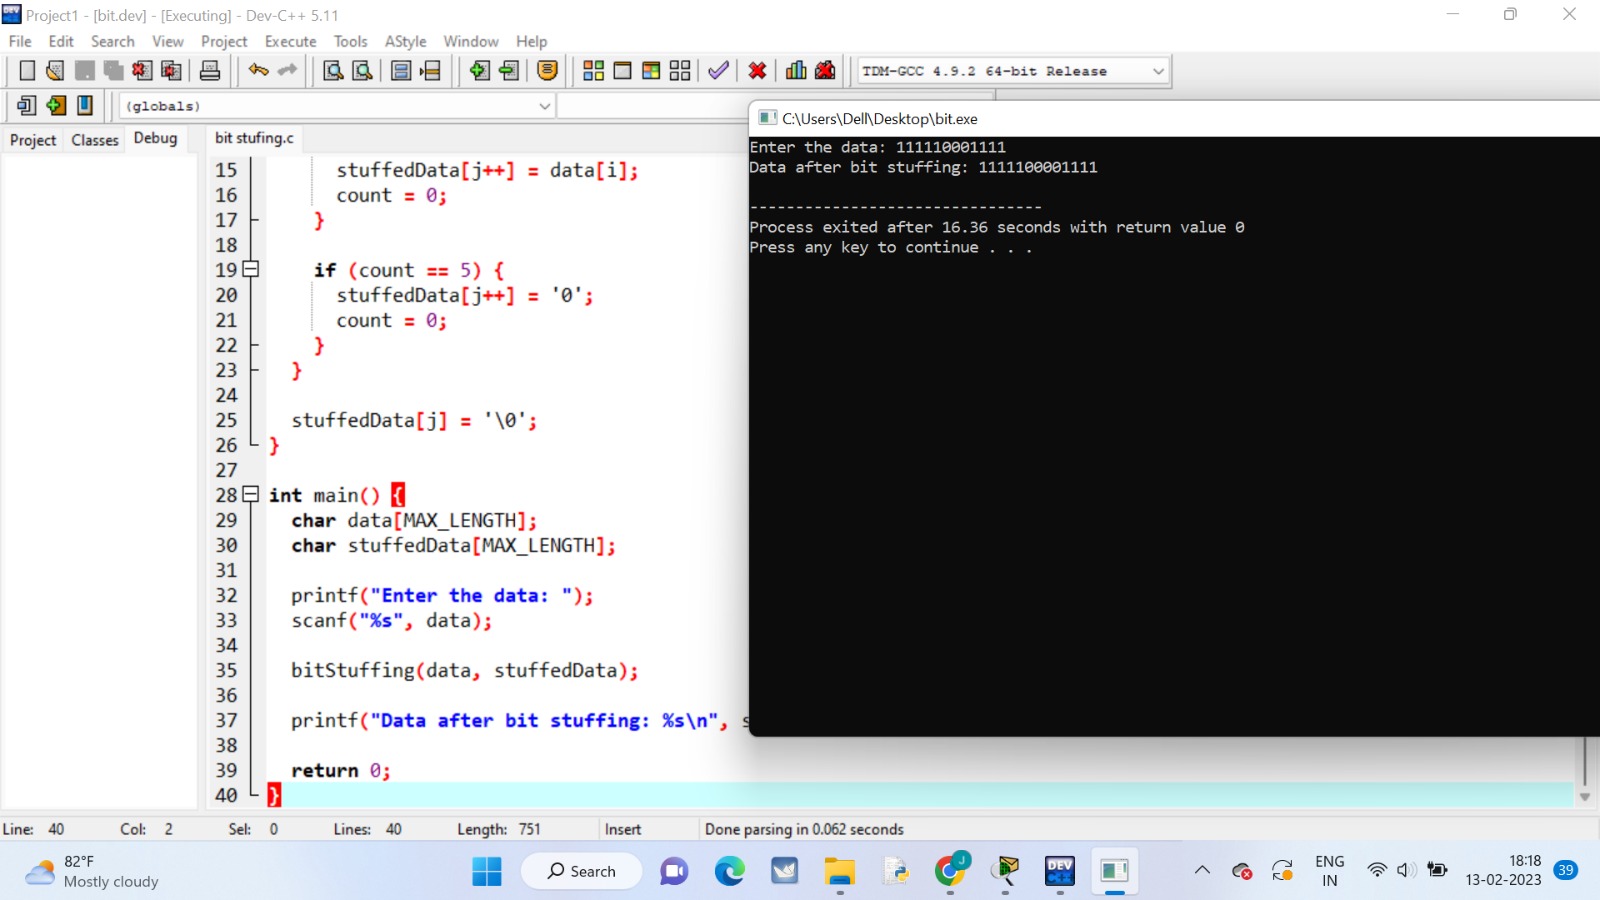 Project1 - [bit.dev] - [Executing] - Dev-C++ 5.11
File Edit Search View Project Execute Tools AStyle Window Help
TDM-GCC 4.9.2 64-bit Release
(globals)
Project Classes Debug
bit stufing.c
15 stuffedData[j++] = data[i];
16 count = 0;
17 }
18
19 if (count == 5) {
20 stuffedData[j++] = '0';
21 count = 0;
22 }
23 }
24
25 stuffedData[j] = '\0';
26 }
27
28 int main() {
29 char data[MAX_LENGTH];
30 char stuffedData[MAX_LENGTH];
31
32 printf("Enter the data: ");
33 scanf("%s", data);
34
35 bitStuffing(data, stuffedData);
36
37 printf("Data after bit stuffing: %s\n", s
38
39 return 0;
40 }
C:\Users\Dell\Desktop\bit.exe
Enter the data: 111110001111
Data after bit stuffing: 1111100001111
--------------------------------
Process exited after 16.36 seconds with return value 0
Press any key to continue . . .
Line: 40 Col: 2 Sel: 0 Lines: 40 Length: 751 Insert Done parsing in 0.062 seconds
82°F
Mostly cloudy
Search
J
DEV
ENG
IN
18:18
13-02-2023
39